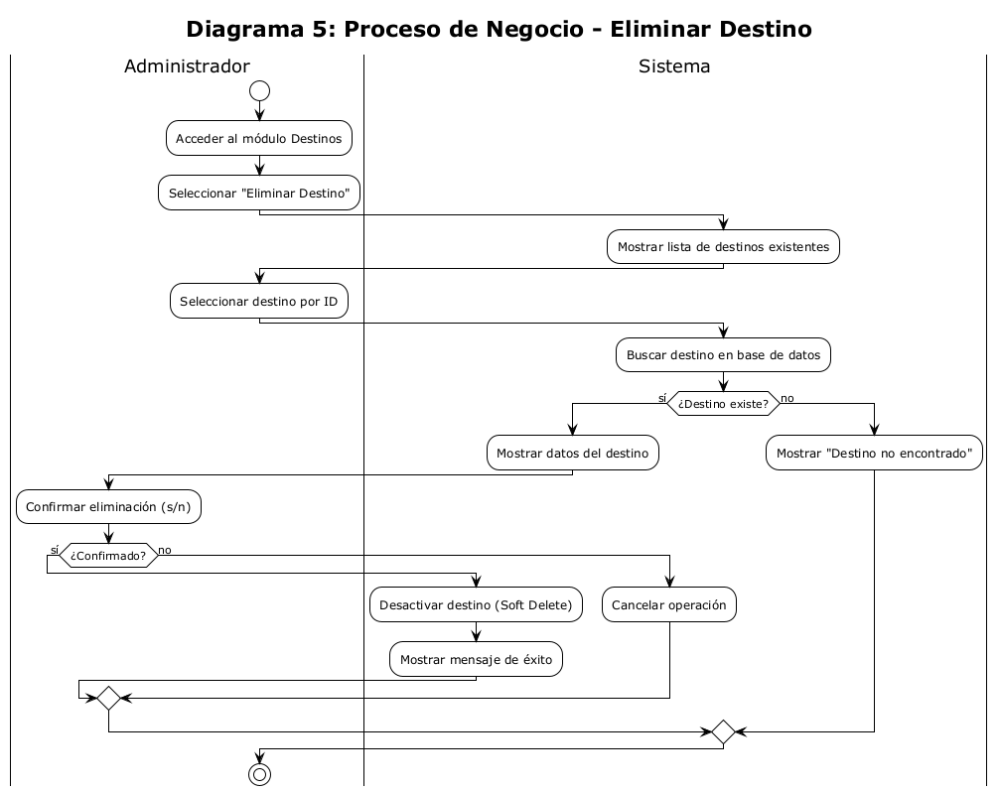 Diagrama 5: Proceso de Negocio - Eliminar Destino
Administrador
Sistema
Acceder al módulo Destinos
Seleccionar "Eliminar Destino"
Mostrar lista de destinos existentes
Seleccionar destino por ID
Buscar destino en base de datos
sí
¿Destino existe?
no
Mostrar datos del destino
Mostrar "Destino no encontrado"
Confirmar eliminación (s/n)
sí
¿Confirmado?
no
Desactivar destino (Soft Delete)
Cancelar operación
Mostrar mensaje de éxito